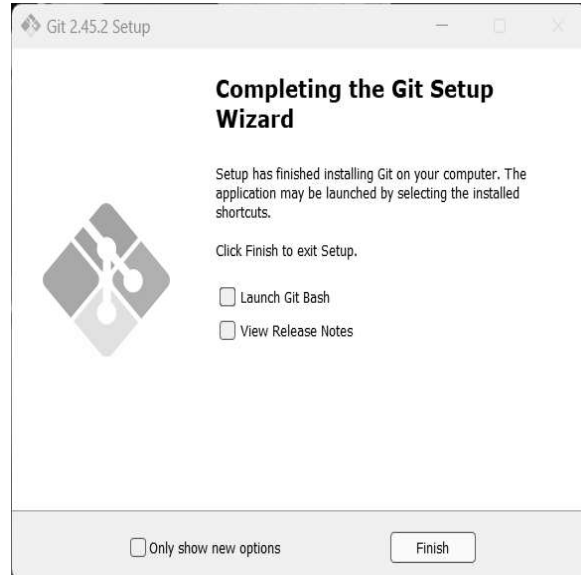 Git 2.45.2 Setup
Completing the Git Setup
Wizard
Setup has finished installing Git on your computer. The
application may be launched by selecting the installed
shortcuts.
Click Finish to exit Setup.
Launch Git Bash
View Release Notes
Only show new options
Finish